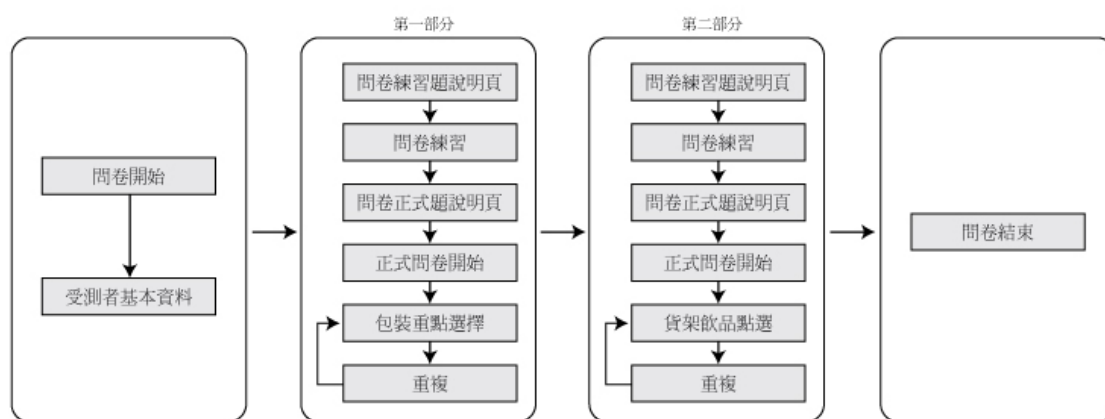 問卷開始
受測者基本資料
第一部分
問卷練習題說明頁
問卷練習
問卷正式題說明頁
正式問卷開始
包裝重點選擇
重複
第二部分
問卷練習題說明頁
問卷練習
問卷正式題說明頁
正式問卷開始
貨架飲品點選
重複
問卷結束